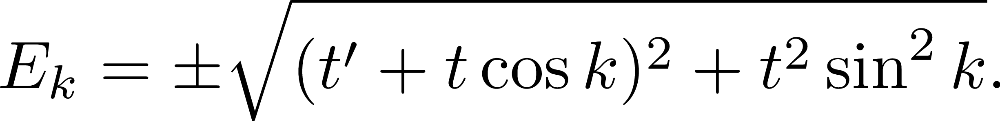 $E_k = \pm\sqrt{(t' + t\cos k)^2 + t^2 \sin^2 k}.$